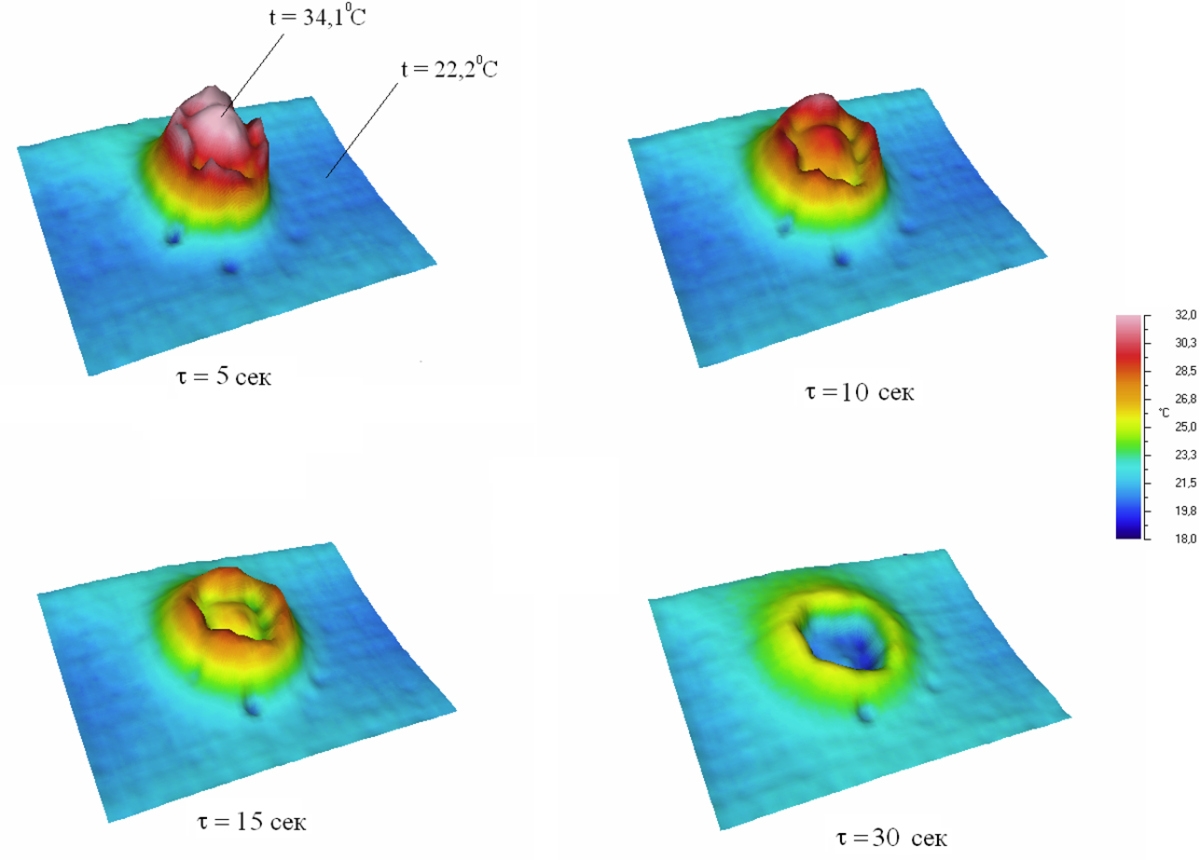 t = 34,1⁰C
t = 22,2⁰C
τ = 5 сек
τ = 10 сек
32,0
30,3
28,5
26,8
°C
25,0
23,3
21,5
19,8
18,0
τ = 15 сек
τ = 30 сек